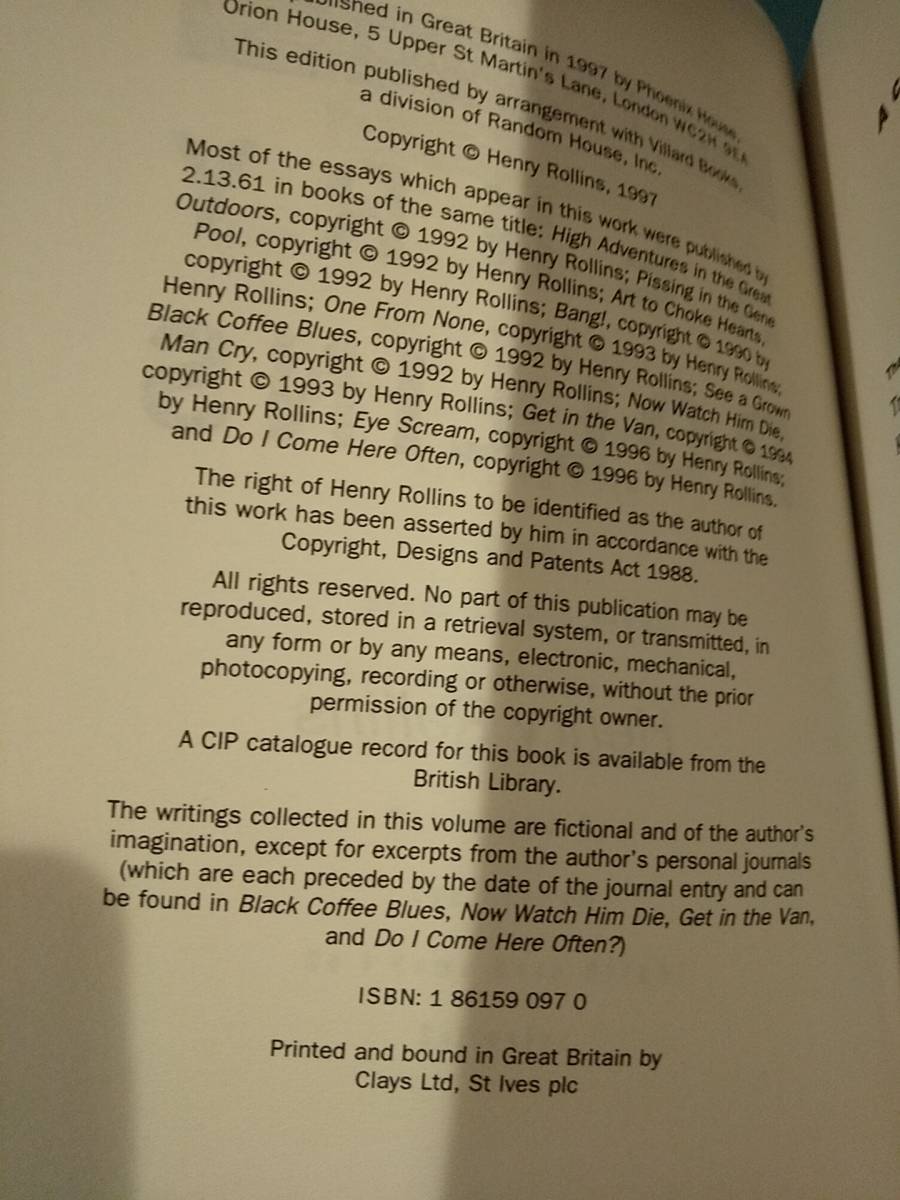 published in Great Britain in 1997 by Phoenix House,
Orion House, 5 Upper St Martin's Lane, London WC2H 9EA
This edition published by arrangement with Villard Books,
a division of Random House, Inc.
Copyright © Henry Rollins, 1997
Most of the essays which appear in this work were published by
2.13.61 in books of the same title: High Adventures in the Great
Outdoors, copyright © 1992 by Henry Rollins; Pissing in the Gene
Pool, copyright © 1992 by Henry Rollins; Art to Choke Hearts,
copyright © 1992 by Henry Rollins; Bang!, copyright © 1990 by
Henry Rollins; One From None, copyright © 1993 by Henry Rollins;
Black Coffee Blues, copyright © 1992 by Henry Rollins; See a Grown
Man Cry, copyright © 1992 by Henry Rollins; Now Watch Him Die,
copyright © 1993 by Henry Rollins; Get in the Van, copyright © 1994
by Henry Rollins; Eye Scream, copyright © 1996 by Henry Rollins;
and Do I Come Here Often, copyright © 1996 by Henry Rollins.
The right of Henry Rollins to be identified as the author of
this work has been asserted by him in accordance with the
Copyright, Designs and Patents Act 1988.
All rights reserved. No part of this publication may be
reproduced, stored in a retrieval system, or transmitted, in
any form or by any means, electronic, mechanical,
photocopying, recording or otherwise, without the prior
permission of the copyright owner.
A CIP catalogue record for this book is available from the
British Library.
The writings collected in this volume are fictional and of the author's
imagination, except for excerpts from the author's personal journals
(which are each preceded by the date of the journal entry and can
be found in Black Coffee Blues, Now Watch Him Die, Get in the Van,
and Do I Come Here Often?)
ISBN: 1 86159 097 0
Printed and bound in Great Britain by
Clays Ltd, St Ives plc